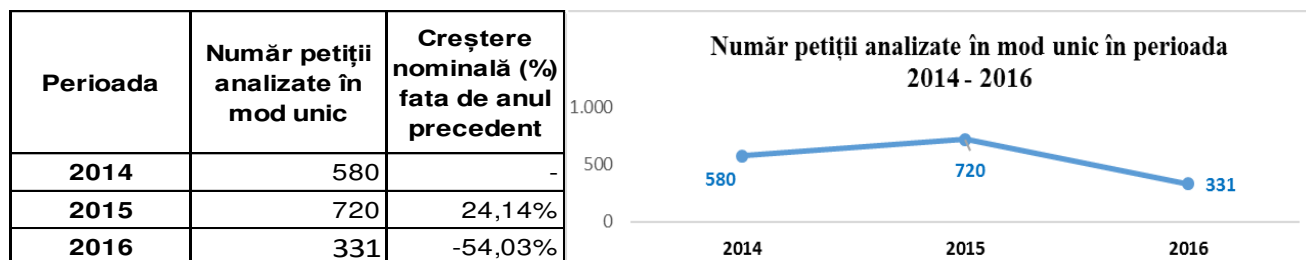 Perioada
Număr petiții
analizate în
mod unic
Creștere
nominală (%)
fata de anul
precedent
2014 580 -
2015 720 24,14%
2016 331 -54,03%
Număr petiții analizate în mod unic în perioada
2014 - 2016
1.000
500
0
580
720
331
2014 2015 2016